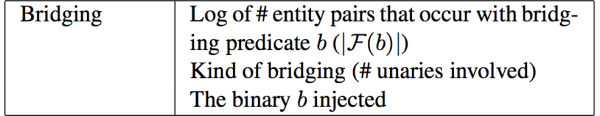 Bridging
Log of # entity pairs that occur with bridg-
ing predicate b (|F(b)|)
Kind of bridging (# unaries involved)
The binary b injected